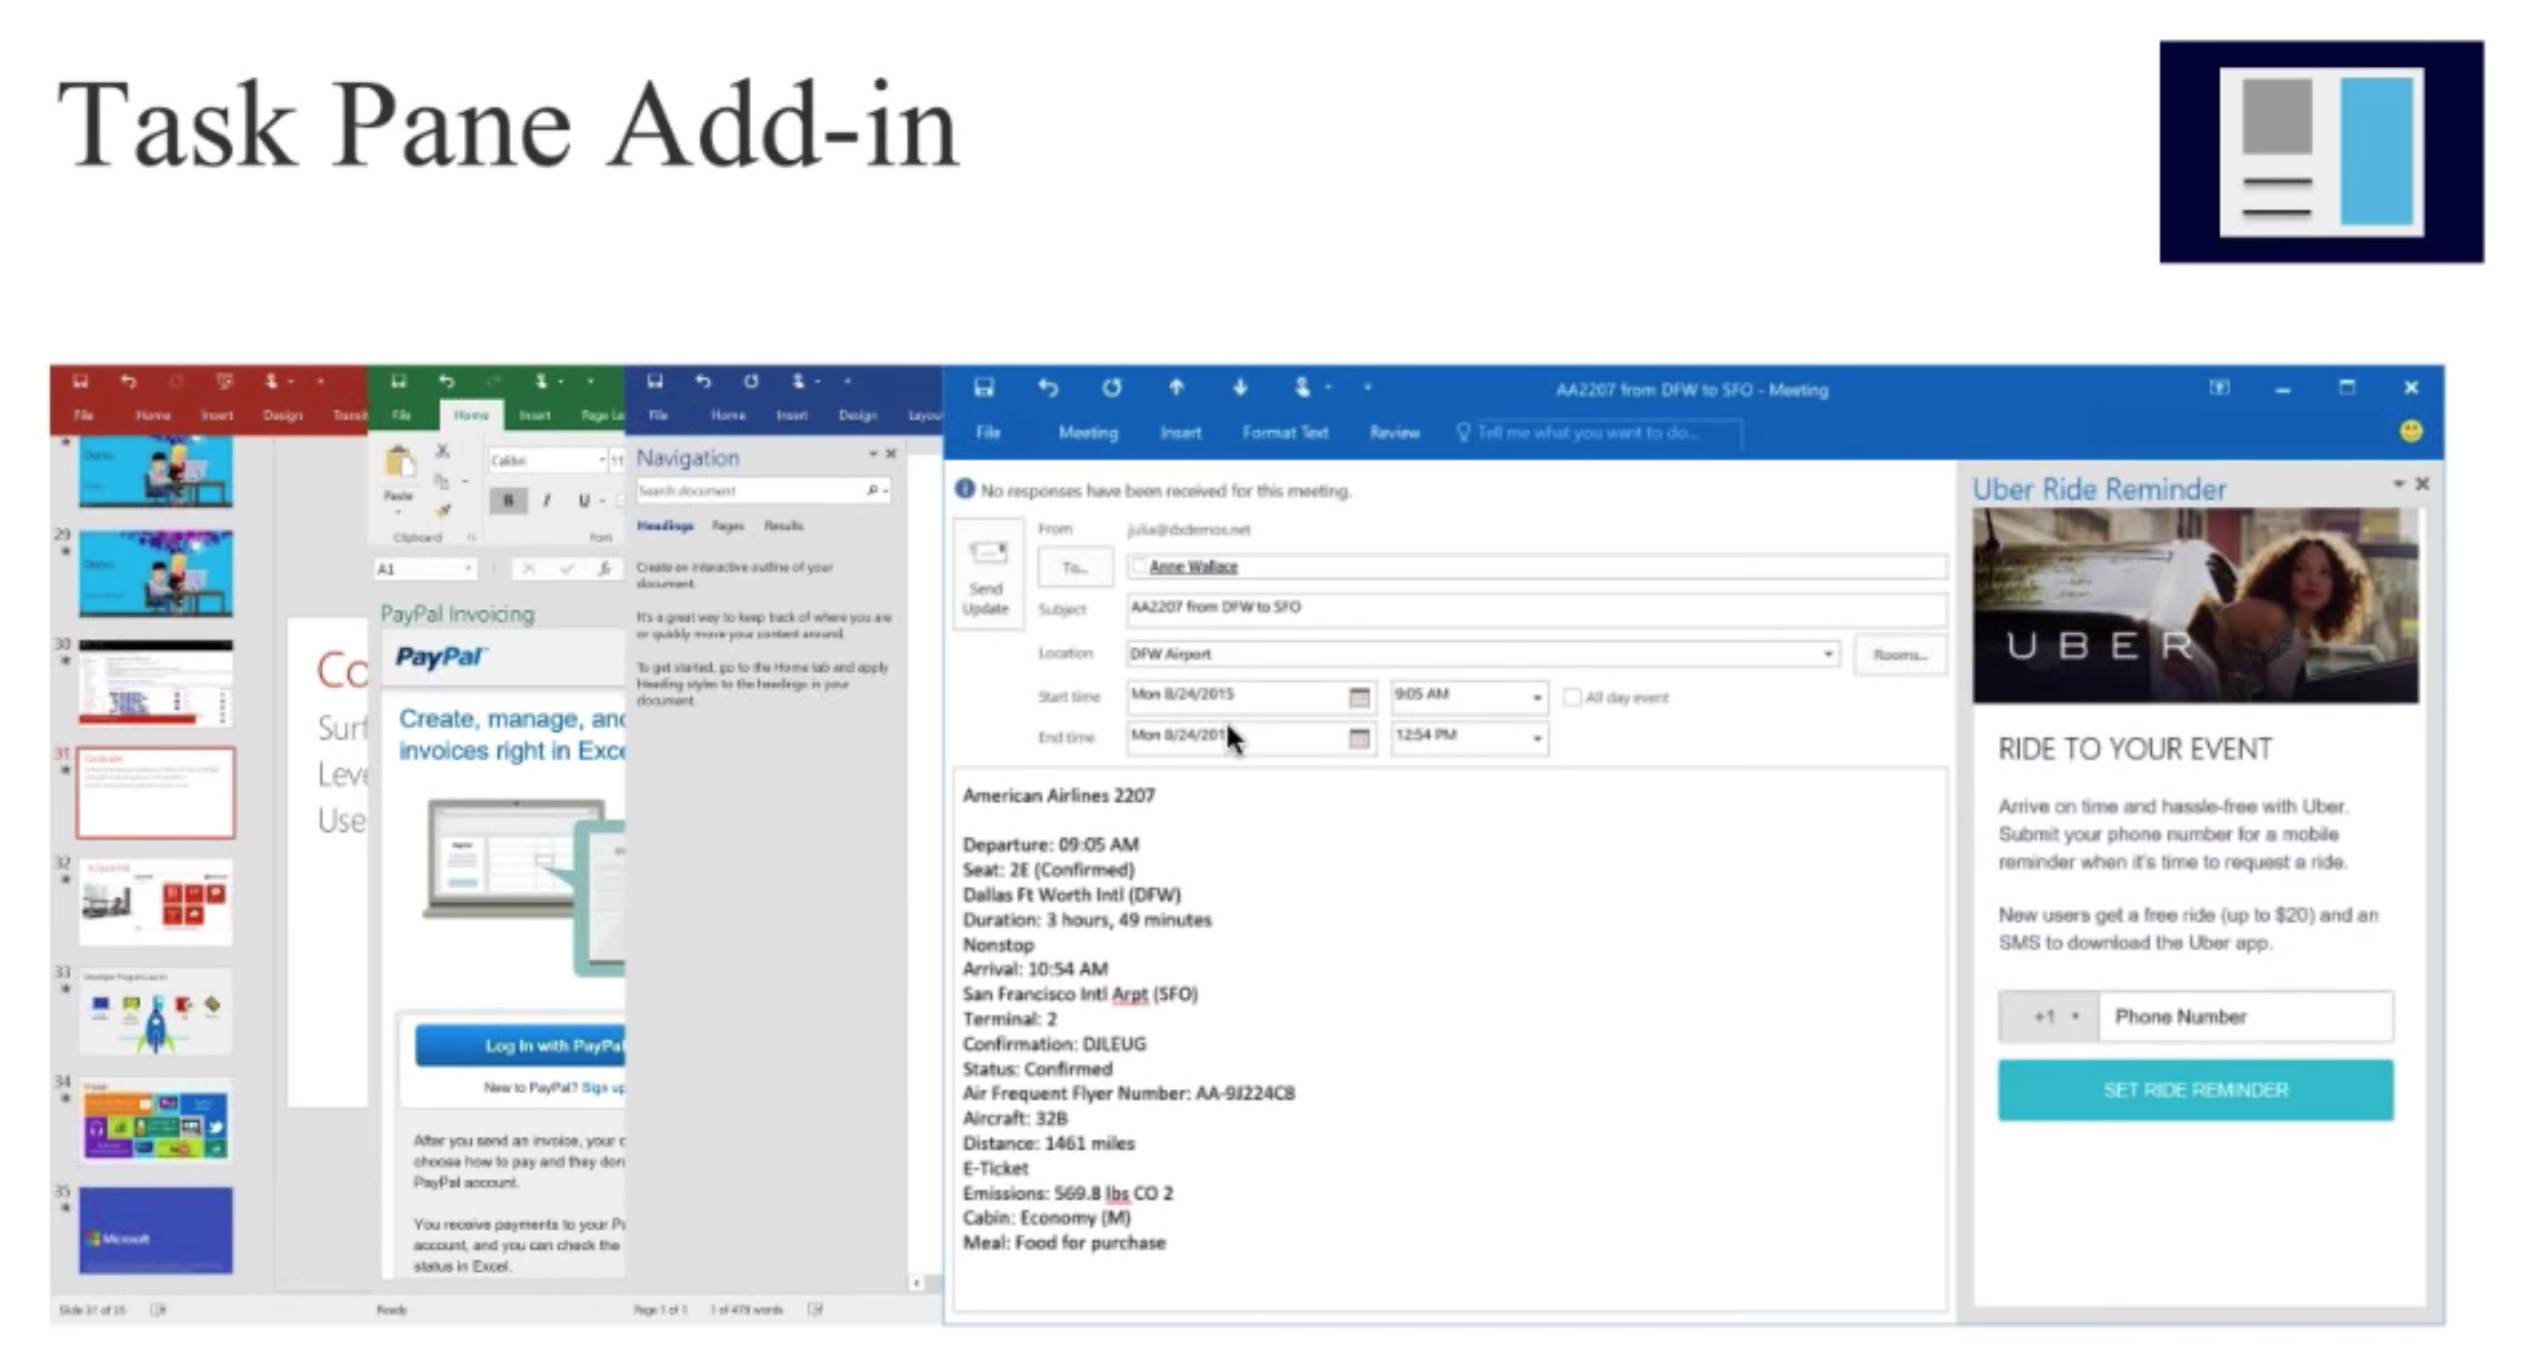 Task Pane Add-in
File Home Insert Design
29
30
31
32
33
34
35
Microsoft
Co
Surf
Leve
Use
Slide 31 of 35
File Home Insert Page La
Paste
Clipboard
Calibri 11
B I U
Font
A1
PayPal Invoicing
PayPal
Create, manage, and
invoices right in Exce
Log In with PayPal
New to PayPal? Sign up
After you send an invoice, your c
choose how to pay and they don
PayPal account.
You receive payments to your Pa
account, and you can check the
status in Excel.
Ready
File Home Insert Design Layou
Navigation
Search document
Headings Pages Results
Create an interactive outline of your
document.
It's a great way to keep track of where you are
or quickly move your content around.
To get started, go to the Home tab and apply
Heading styles to the headings in your
document.
Page 1 of 1 1 of 479 words
AA2207 from DFW to SFO - Meeting
File Meeting Insert Format Text Review Tell me what you want to do...
No responses have been received for this meeting.
Send
Update
From julia@dxdemos.net
To... Anne Wallace
Subject AA2207 from DFW to SFO
Location DFW Airport Rooms...
Start time Mon 8/24/2015 9:05 AM All day event
End time Mon 8/24/201 12:54 PM
American Airlines 2207
Departure: 09:05 AM
Seat: 2E (Confirmed)
Dallas Ft Worth Intl (DFW)
Duration: 3 hours, 49 minutes
Nonstop
Arrival: 10:54 AM
San Francisco Intl Arpt (SFO)
Terminal: 2
Confirmation: DJLEUG
Status: Confirmed
Air Frequent Flyer Number: AA-9J224C8
Aircraft: 32B
Distance: 1461 miles
E-Ticket
Emissions: 569.8 lbs CO 2
Cabin: Economy (M)
Meal: Food for purchase
Uber Ride Reminder
UBER
RIDE TO YOUR EVENT
Arrive on time and hassle-free with Uber.
Submit your phone number for a mobile
reminder when it's time to request a ride.
New users get a free ride (up to $20) and an
SMS to download the Uber app.
+1 Phone Number
SET RIDE REMINDER